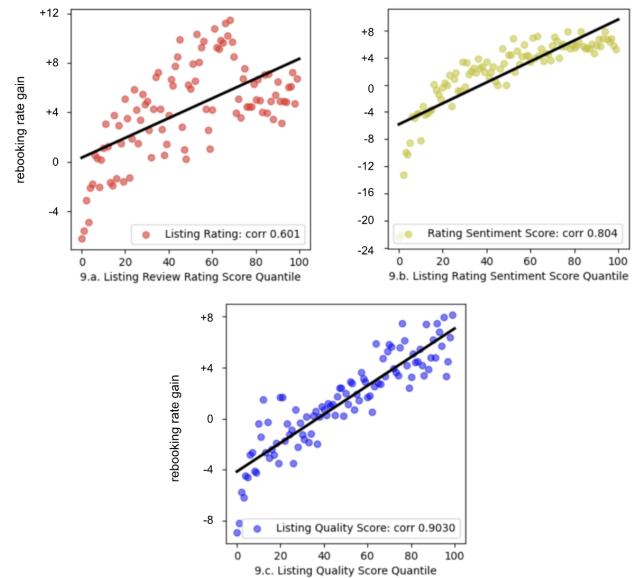 +12
+8
+4
0
-4
rebooking rate gain
Listing Rating: corr 0.601
0 20 40 60 80 100
9.a. Listing Review Rating Score Quantile
+8
+4
0
-4
-8
-12
-16
-20
-24
Rating Sentiment Score: corr 0.804
0 20 40 60 80 100
9.b. Listing Rating Sentiment Score Quantile
+8
+4
0
-4
-8
rebooking rate gain
Listing Quality Score: corr 0.9030
0 20 40 60 80 100
9.c. Listing Quality Score Quantile